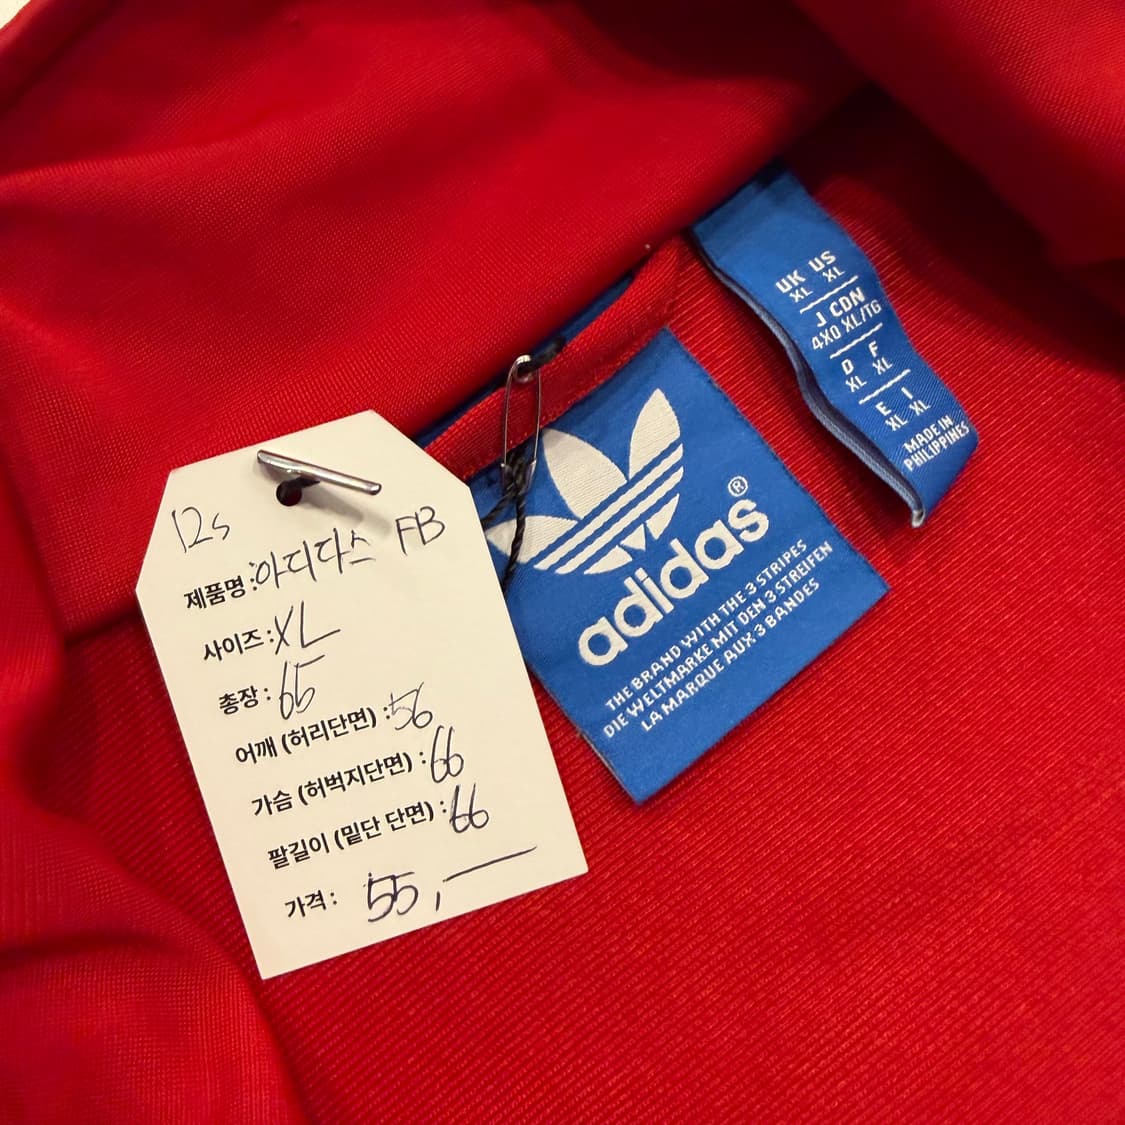 12s
제품명:아디다스 FB
사이즈:XL
총장:65
어깨 (허리단면) :56
가슴 (허벅지단면) :66
팔길이 (밑단 단면) :66
가격: 55,—
adidas®
THE BRAND WITH THE 3 STRIPES
DIE WELTMARKE MIT DEN 3 STREIFEN
LA MARQUE AUX 3 BANDES
UK US
XL XL
J CDN
4XO XL/TG
D F
XL XL
E I
XL XL
MADE IN
PHILIPPINES